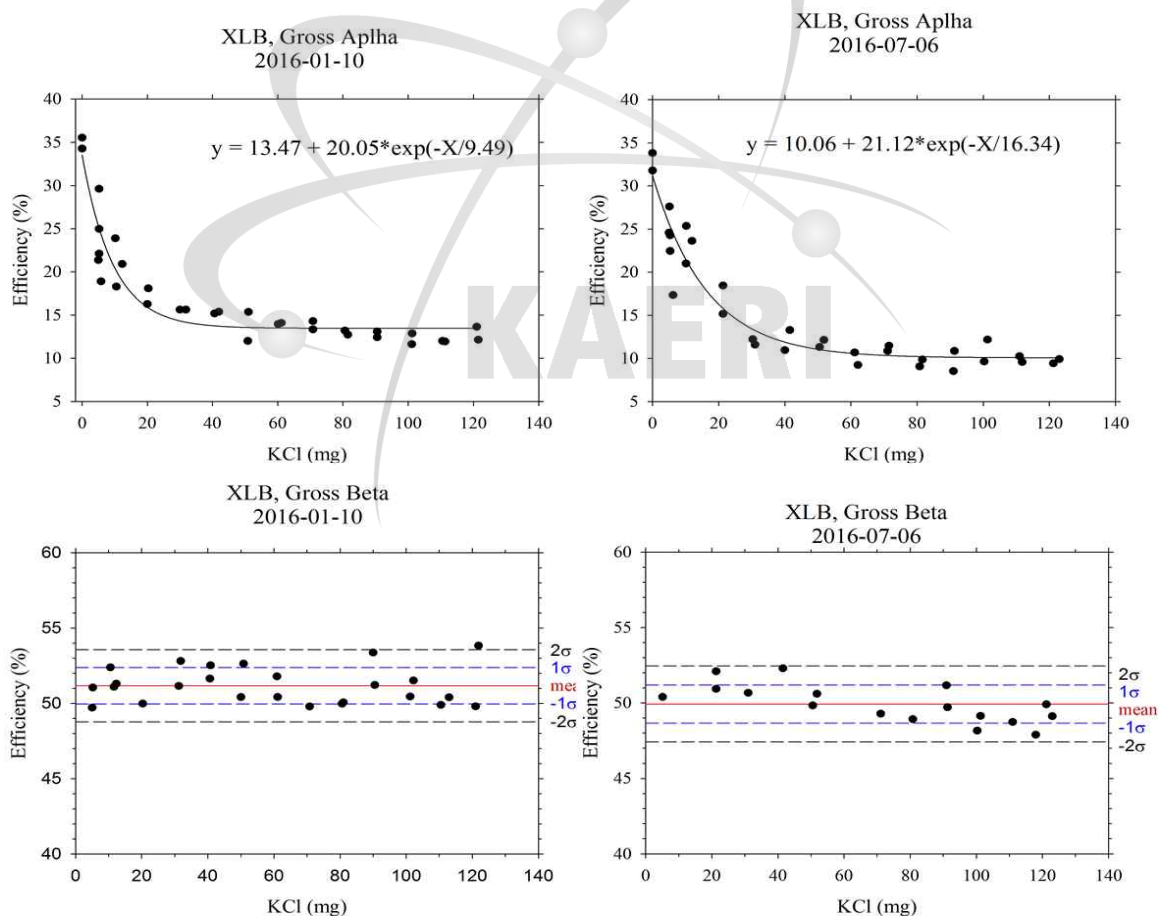 XLB, Gross Aplha
2016-01-10
40
35
30
25
20
15
10
5
Efficiency (%)
y = 13.47 + 20.05*exp(-X/9.49)
0 20 40 60 80 100 120 140
KCl (mg)
XLB, Gross Aplha
2016-07-06
40
35
30
25
20
15
10
5
Efficiency (%)
y = 10.06 + 21.12*exp(-X/16.34)
0 20 40 60 80 100 120 140
KCl (mg)
KAERI
XLB, Gross Beta
2016-01-10
60
55
50
45
40
Efficiency (%)
2σ
1σ
mea
-1σ
-2σ
0 20 40 60 80 100 120 140
KCl (mg)
XLB, Gross Beta
2016-07-06
60
55
50
45
40
Efficiency (%)
2σ
1σ
mean
-1σ
-2σ
0 20 40 60 80 100 120 140
KCl (mg)